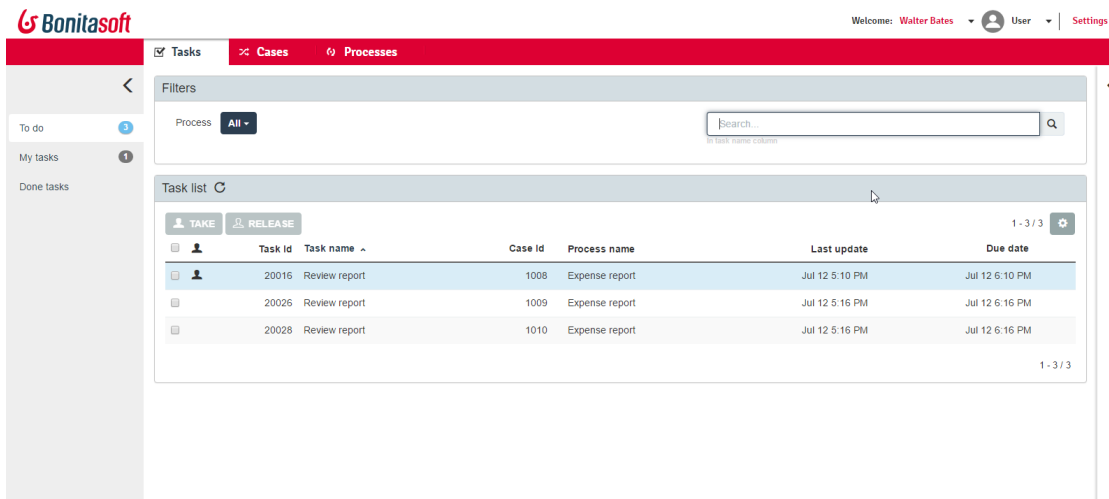 Bonitasoft
Welcome: Walter Bates User Settings
Tasks Cases Processes
Filters
Process All
Search...
In task name column
To do 3
My tasks 1
Done tasks
Task list
TAKE RELEASE 1 - 3 / 3
Task Id Task name Case Id Process name Last update Due date
20016 Review report 1008 Expense report Jul 12 5:10 PM Jul 12 6:10 PM
20026 Review report 1009 Expense report Jul 12 5:16 PM Jul 12 6:16 PM
20028 Review report 1010 Expense report Jul 12 5:16 PM Jul 12 6:16 PM
1 - 3 / 3